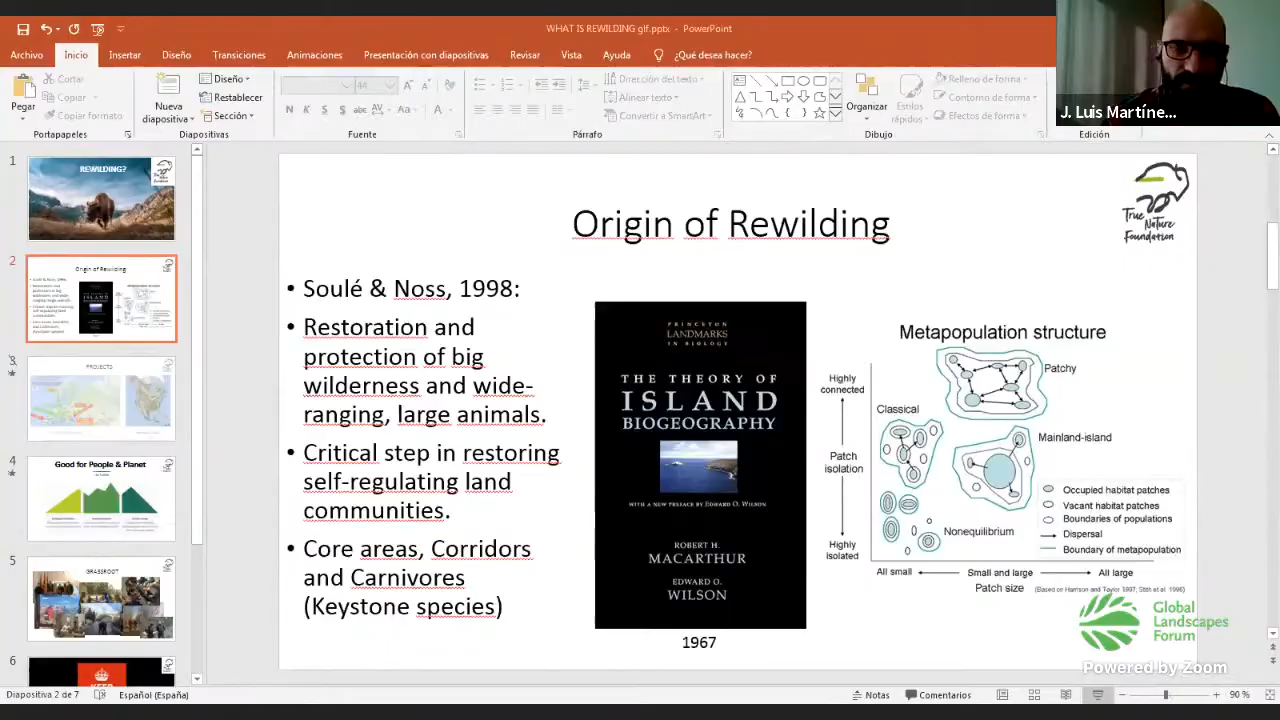 WHAT IS REWILDING glf.pptx - PowerPoint
Archivo Inicio Insertar Diseño Transiciones Animaciones Presentación con diapositivas Revisar Vista Ayuda ¿Qué desea hacer?
Pegar
Cortar
Copiar
Copiar formato
Portapapeles
Nueva
diapositiva
Diseño
Restablecer
Sección
Diapositivas
44
N K S abc AV Aa A
Fuente
Dirección del texto
Alinear texto
Convertir a SmartArt
Párrafo
Organizar
Estilos
rápidos
Dibujo
Relleno de forma
Contorno de forma
Efectos de forma
Edición
J. Luis Martíne...
1
REWILDING?
2
Origin of Rewilding
3
PROJECTS
Good for People & Planet
GRASSROOT
6
KEEP
Origin of Rewilding
True
Nature
Foundation
• Soulé & Noss, 1998:
• Restoration and
protection of big
wilderness and wide-
ranging, large animals.
• Critical step in restoring
self-regulating land
communities.
• Core areas, Corridors
and Carnivores
(Keystone species)
PRINCETON
LANDMARKS
IN BIOLOGY
THE THEORY OF
ISLAND
BIOGEOGRAPHY
WITH A NEW PREFACE BY EDWARD O. WILSON
ROBERT H.
MACARTHUR
EDWARD O.
WILSON
1967
Metapopulation structure
Highly
connected
Patch
isolation
Highly
isolated
Patchy
Classical
Mainland-island
Nonequilibrium
Occupied habitat patches
Vacant habitat patches
Boundaries of populations
Dispersal
Boundary of metapopulation
All small Small and large All large
Patch size
(Based on Harrison and Taylor 1997; Stith et al. 1996)
Global
Landscapes
Forum
Powered by Zoom
Diapositiva 2 de 7 Español (España) Notas Comentarios 90 %